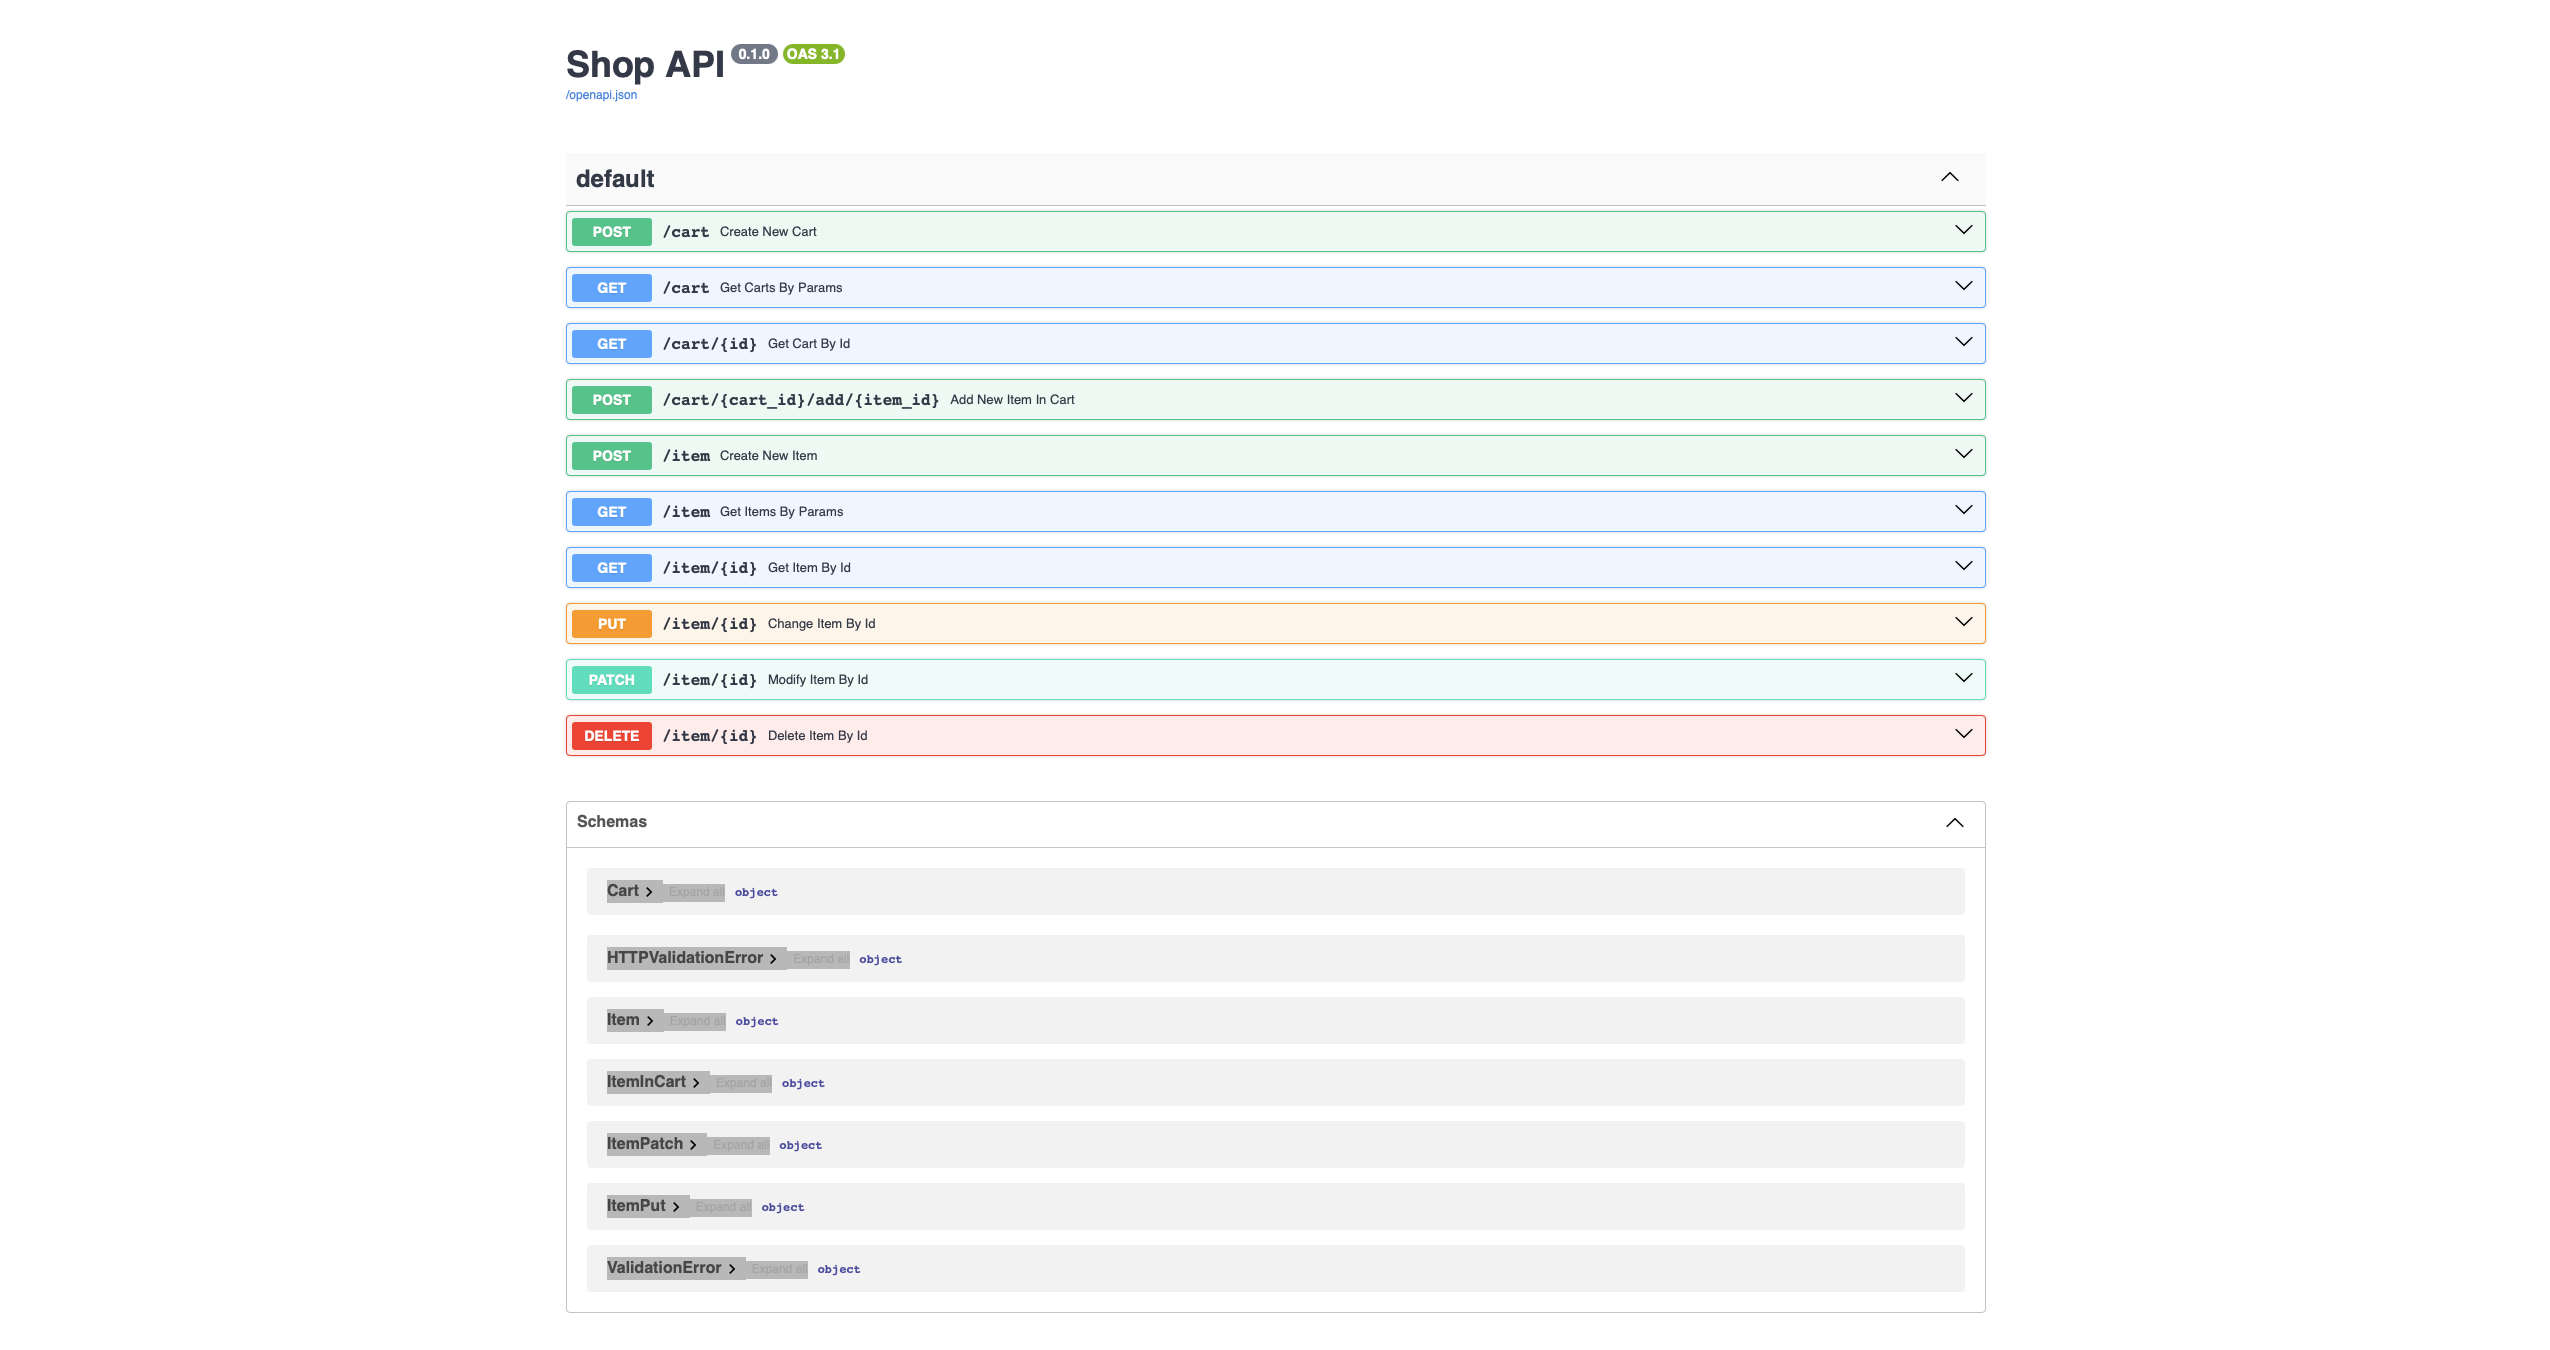 Shop API 0.1.0 OAS 3.1
/openapi.json
default
POST /cart Create New Cart
GET /cart Get Carts By Params
GET /cart/{id} Get Cart By Id
POST /cart/{cart_id}/add/{item_id} Add New Item In Cart
POST /item Create New Item
GET /item Get Items By Params
GET /item/{id} Get Item By Id
PUT /item/{id} Change Item By Id
PATCH /item/{id} Modify Item By Id
DELETE /item/{id} Delete Item By Id
Schemas
Cart Expand all object
HTTPValidationError Expand all object
Item Expand all object
ItemInCart Expand all object
ItemPatch Expand all object
ItemPut Expand all object
ValidationError Expand all object